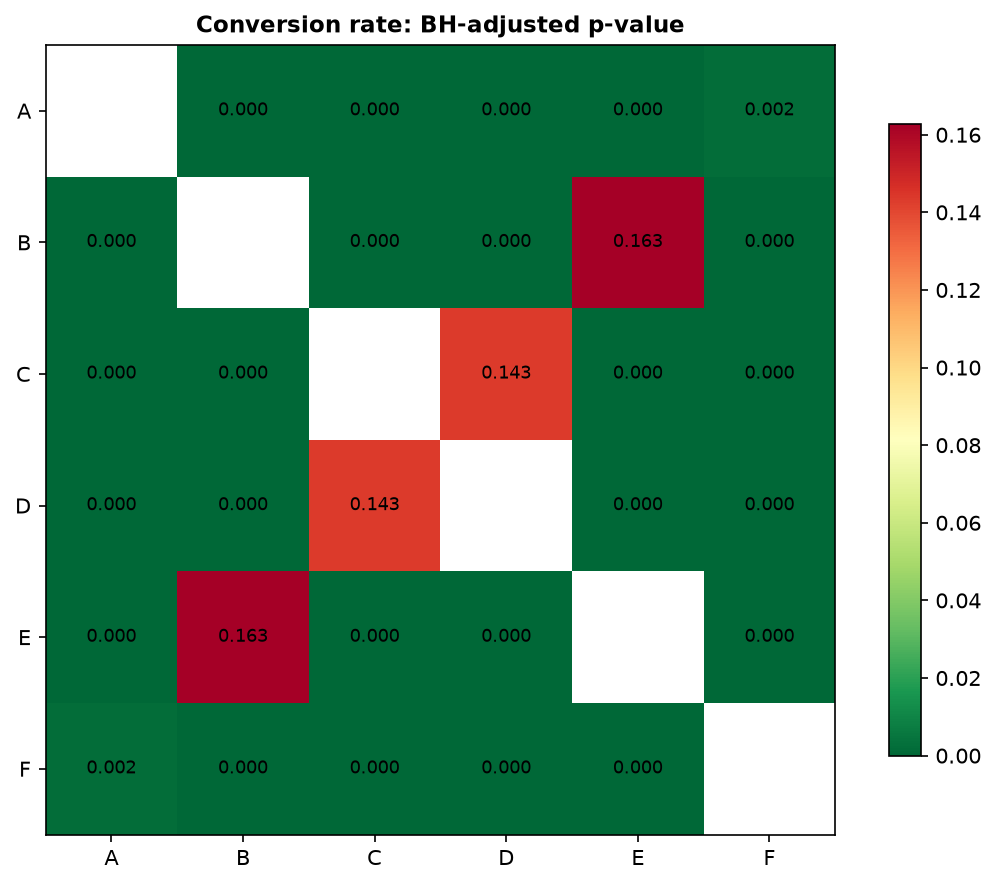 Conversion rate: BH-adjusted p-value
A 0.000 0.000 0.000 0.000 0.002
B 0.000 0.000 0.000 0.163 0.000
C 0.000 0.000 0.143 0.000 0.000
D 0.000 0.000 0.143 0.000 0.000
E 0.000 0.163 0.000 0.000 0.000
F 0.002 0.000 0.000 0.000 0.000
A B C D E F
0.16
0.14
0.12
0.10
0.08
0.06
0.04
0.02
0.00